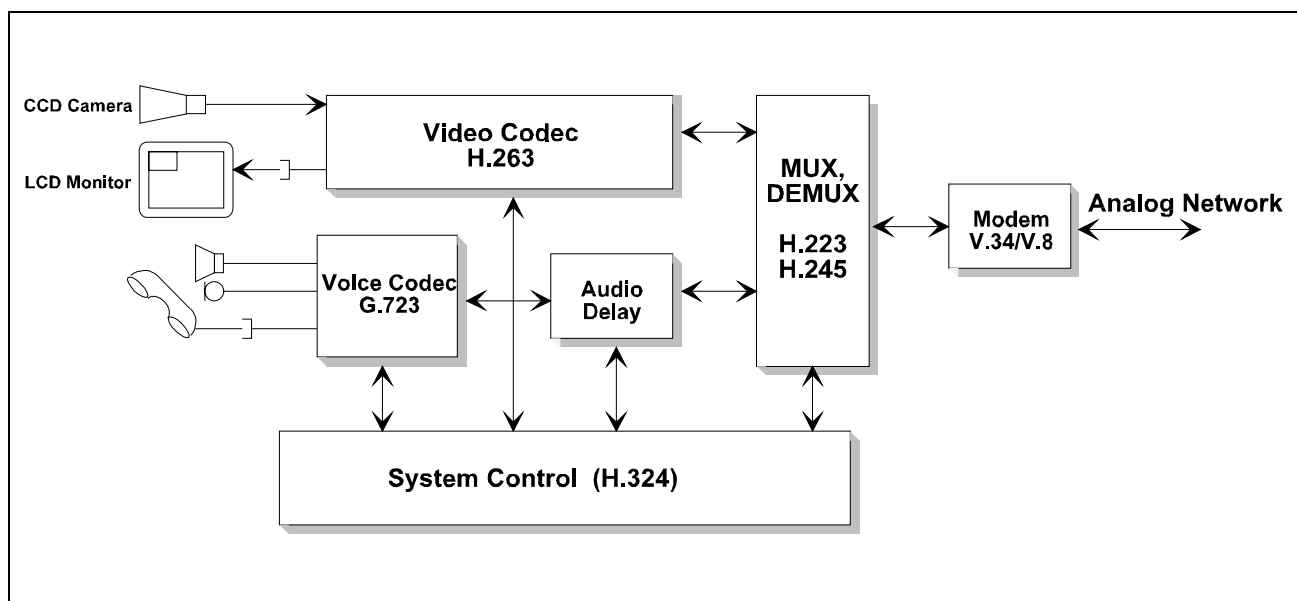 CCD Camera
Video Codec
H.263
LCD Monitor
MUX,
DEMUX
H.223
H.245
Modem
V.34/V.8
Analog Network
Volce Codec
G.723
Audio
Delay
System Control (H.324)